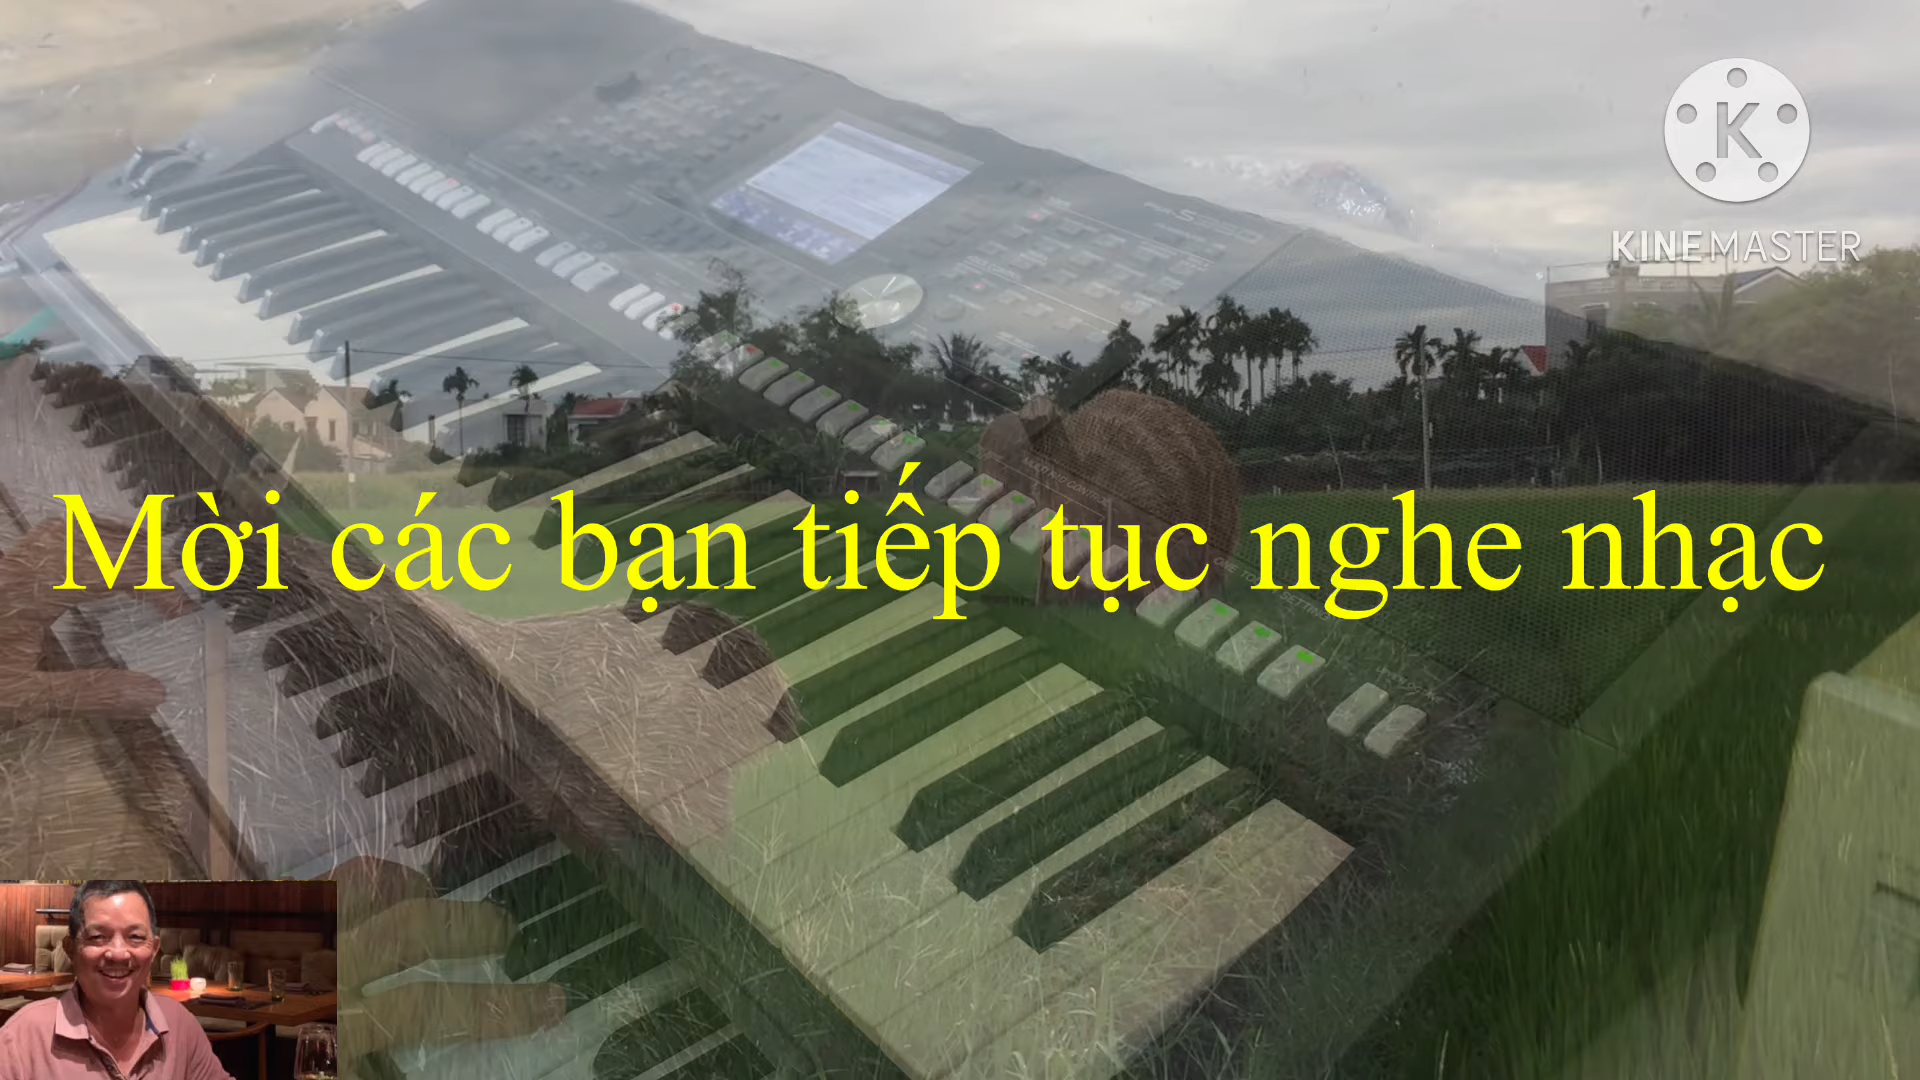 K
KINEMASTER
Mời các bạn tiếp tục nghe nhạc